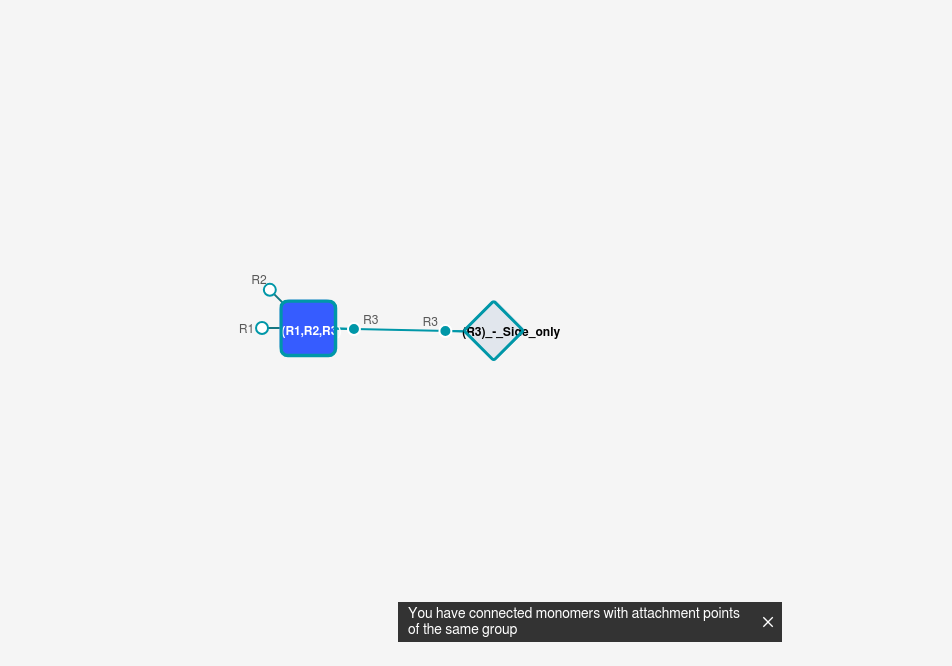 R2
R3
R3
R1
(R1,R2,R3
(R3)_-_Side_only
You have connected monomers with attachment points
of the same group